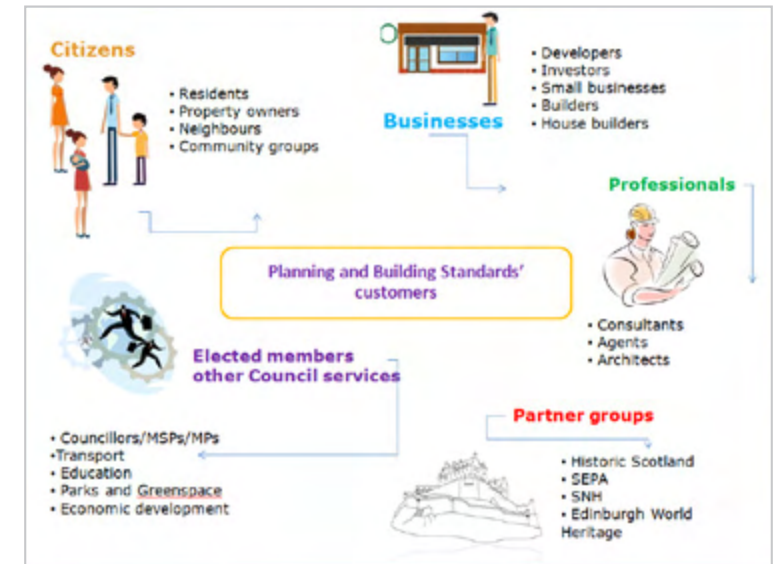 Citizens
• Residents
• Property owners
• Neighbours
• Community groups
Businesses
• Developers
• Investors
• Small businesses
• Builders
• House builders
Professionals
• Consultants
• Agents
• Architects
Planning and Building Standards’
customers
Elected members
other Council services
• Councillors/MSPs/MPs
•Transport
• Education
• Parks and Greenspace
• Economic development
Partner groups
• Historic Scotland
• SEPA
• SNH
• Edinburgh World
Heritage